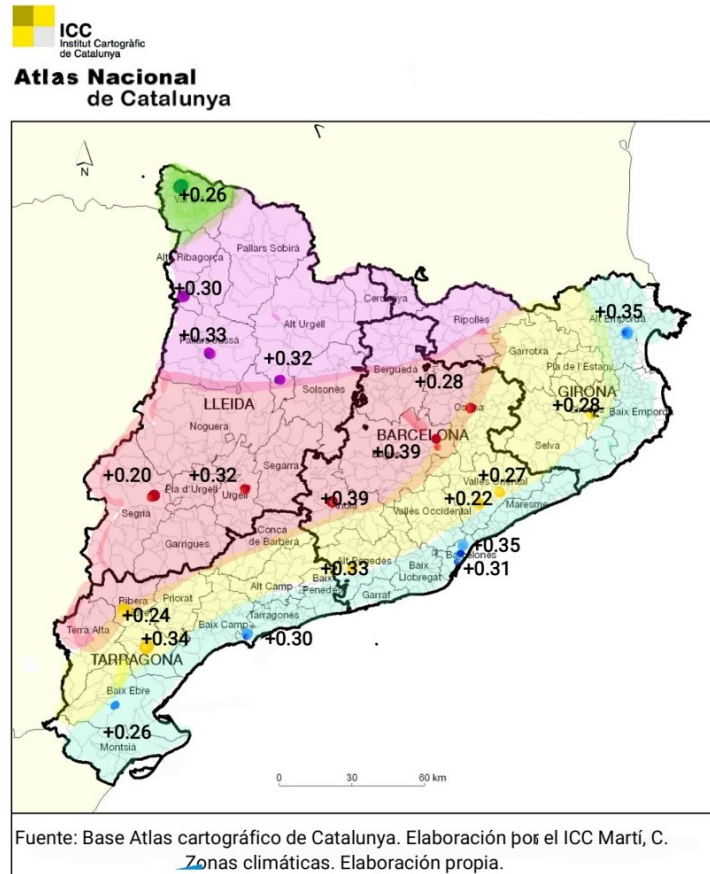 ICC
Institut Cartogràfic
de Catalunya
Atlas Nacional
de Catalunya
N
+0.26
Pallars Sobirà
Alta Ribagorça
+0.30
Cerdanya
+0.35
Alt Empordà
+0.33
Pallars Jussà
Alt Urgell
Ripollès
+0.32
Garrotxa
Berguedà
Pla de l'Estany
+0.28
Solsonès
GIRONA
LLEIDA
Osona
+0.28
Baix Empordà
Noguera
BARCELONA
Selva
+0.39
+0.20
+0.32
Segarra
+0.27
Pla d'Urgell
Urgell
Vallès Oriental
+0.39
+0.22
Segrià
Anoia
Maresme
Vallès Occidental
Conca
de Barberà
Garrigues
+0.35
Barcelonès
Alt Penedès
+0.33
Baix
Llobregat
+0.31
Baix
Penedès
Alt Camp
Priorat
Garraf
Ribera
+0.24
Tarragonès
Terra Alta
Baix Camp
+0.34
+0.30
TARRAGONA
Baix Ebre
+0.26
Montsià
0 30 60 km
Fuente: Base Atlas cartográfico de Catalunya. Elaboración por el ICC Martí, C.
Zonas climáticas. Elaboración propia.